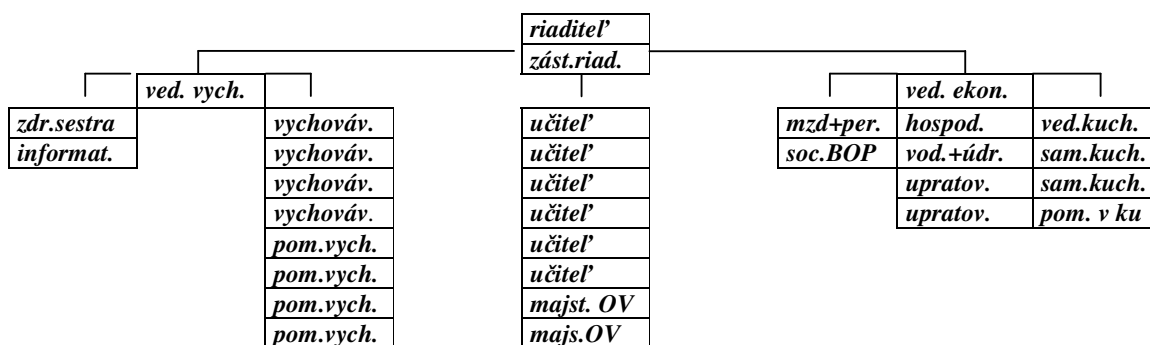 riaditeľ
zást.riad.
ved. vych.
ved. ekon.
zdr.sestra
informat.
vychováv.
vychováv.
vychováv.
vychováv.
pom.vych.
pom.vych.
pom.vych.
pom.vych.
učiteľ
učiteľ
učiteľ
učiteľ
učiteľ
učiteľ
majst. OV
majs.OV
mzd+per.
soc.BOP
hospod.
vod.+údr.
upratov.
upratov.
ved.kuch.
sam.kuch.
sam.kuch.
pom. v ku